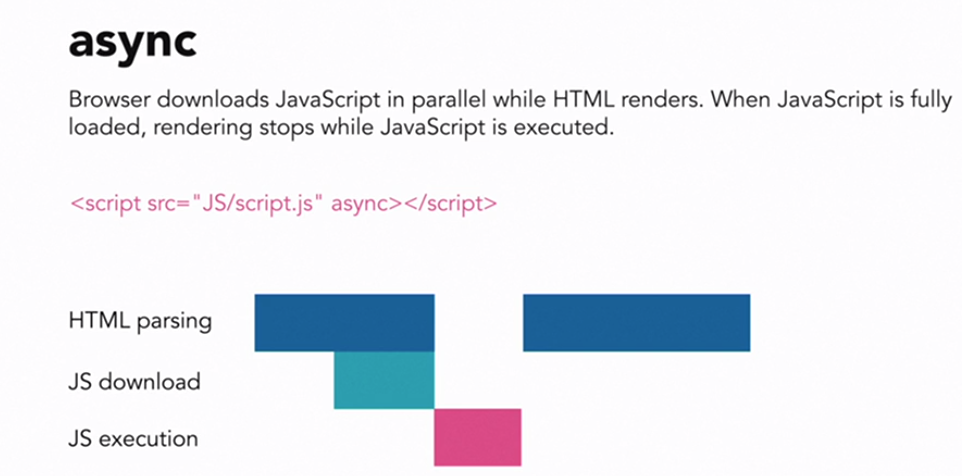 async
Browser downloads JavaScript in parallel while HTML renders. When JavaScript is fully
loaded, rendering stops while JavaScript is executed.
<script src="JS/script.js" async></script>
HTML parsing
JS download
JS execution